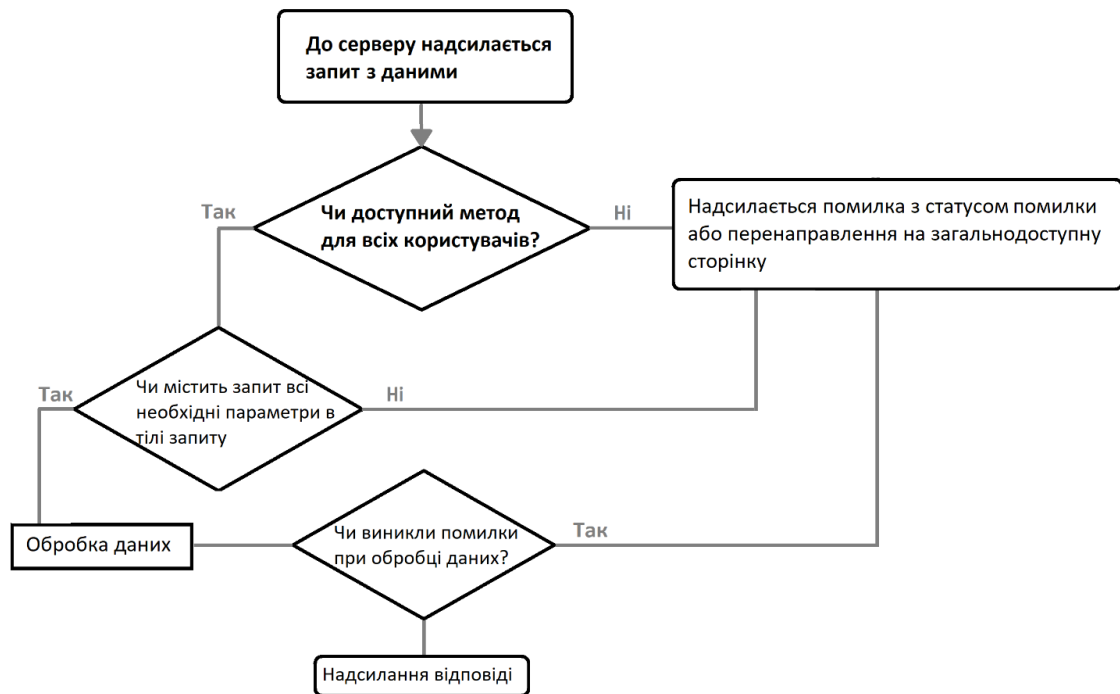 До серверу надсилається
запит з даними
Так
Чи доступний метод
для всіх користувачів?
Ні
Надсилається помилка з статусом помилки
або перенаправлення на загальнодоступну
сторінку
Так
Чи містить запит всі
необхідні параметри в
тілі запиту
Ні
Обробка даних
Чи виникли помилки
при обробці даних?
Так
Надсилання відповіді